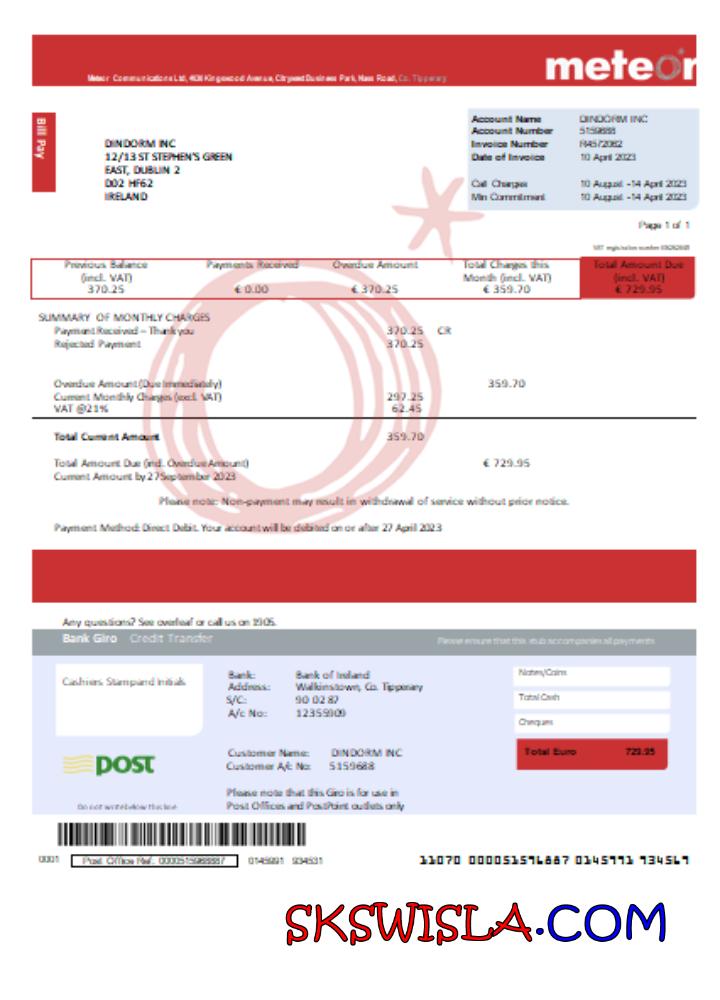 meteor
Meteor Communications Ltd, 4030 Kingswood Avenue, Citywest Business Park, Naas Road, Co. Tipperary
Bill Pay
DINDORM INC
12/13 ST STEPHEN'S GREEN
EAST, DUBLIN 2
D02 HF62
IRELAND
Account Name DINDORM INC
Account Number 5159688
Invoice Number R4572062
Date of Invoice 10 April 2023
Call Charges 10 August -14 April 2023
Min Commitment 10 August -14 April 2023
Page 1 of 1
VAT registration number
Previous Balance (incl. VAT) 370.25
Payments Received € 0.00
Overdue Amount € 370.25
Total Charges this Month (incl. VAT) € 359.70
Total Amount Due (incl. VAT) € 729.95
SUMMARY OF MONTHLY CHARGES
Payment Received – Thank you 370.25 CR
Rejected Payment 370.25
Overdue Amount (Due Immediately) 359.70
Current Monthly Charges (excl. VAT) 297.25
VAT @21% 62.45
Total Current Amount 359.70
Total Amount Due (incl. Overdue Amount) € 729.95
Current Amount by 27September 2023
Please note: Non-payment may result in withdrawal of service without prior notice.
Payment Method: Direct Debit. Your account will be debited on or after 27 April 2023
Any questions? See overleaf or call us on 1905.
Bank Giro Credit Transfer
Please ensure that this stub accompanies all payments
Cashiers Stamp and Initials
Bank: Bank of Ireland
Address: Walkinstown, Co. Tipperary
S/C: 90 02 87
A/c No: 12355909
Notes/Coins
Total Cash
Cheques
Total Euro 729.95
post
Customer Name: DINDORM INC
Customer A/c No: 5159688
Please note that this Giro is for use in
Post Offices and PostPoint outlets only
Do not write below this line
0001 Post Office Ref. 0000515968887 0145991 934531
11070 000051596887 0145991 934569
SKSWISLA.COM